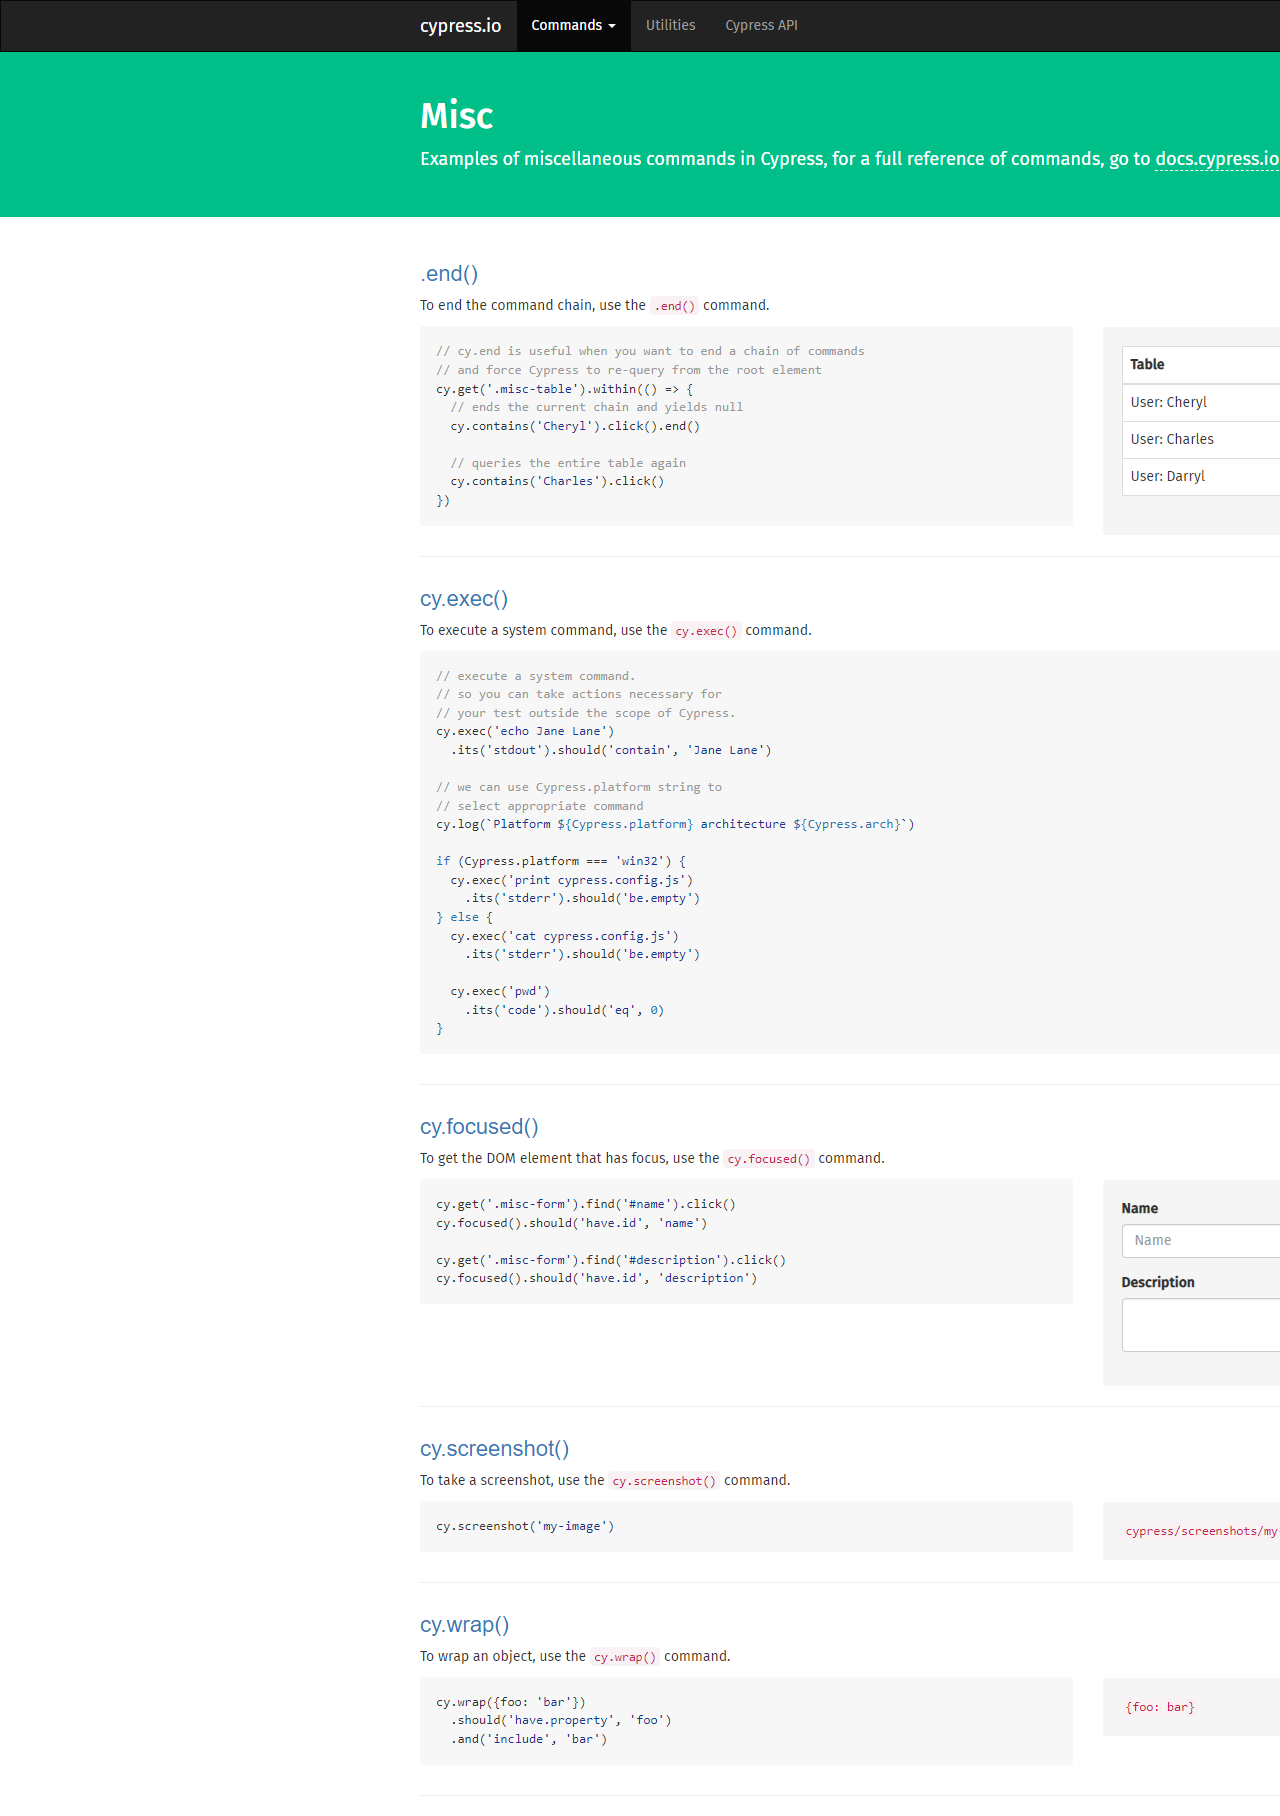 cypress.io Commands Utilities Cypress API
Misc
Examples of miscellaneous commands in Cypress, for a full reference of commands, go to docs.cypress.io
.end()
To end the command chain, use the .end() command.
// cy.end is useful when you want to end a chain of commands
// and force Cypress to re-query from the root element
cy.get('.misc-table').within(() => {
  // ends the current chain and yields null
  cy.contains('Cheryl').click().end()
  // queries the entire table again
  cy.contains('Charles').click()
})
Table
User: Cheryl
User: Charles
User: Darryl
cy.exec()
To execute a system command, use the cy.exec() command.
// execute a system command.
// so you can take actions necessary for
// your test outside the scope of Cypress.
cy.exec('echo Jane Lane')
  .its('stdout').should('contain', 'Jane Lane')
// we can use Cypress.platform string to
// select appropriate command
cy.log(`Platform ${Cypress.platform} architecture ${Cypress.arch}`)
if (Cypress.platform === 'win32') {
  cy.exec('print cypress.config.js')
    .its('stderr').should('be.empty')
} else {
  cy.exec('cat cypress.config.js')
    .its('stderr').should('be.empty')
  cy.exec('pwd')
    .its('code').should('eq', 0)
}
cy.focused()
To get the DOM element that has focus, use the cy.focused() command.
cy.get('.misc-form').find('#name').click()
cy.focused().should('have.id', 'name')
cy.get('.misc-form').find('#description').click()
cy.focused().should('have.id', 'description')
Name
Name
Description
cy.screenshot()
To take a screenshot, use the cy.screenshot() command.
cy.screenshot('my-image')
cypress/screenshots/my
cy.wrap()
To wrap an object, use the cy.wrap() command.
cy.wrap({foo: 'bar'})
  .should('have.property', 'foo')
  .and('include', 'bar')
{foo: bar}